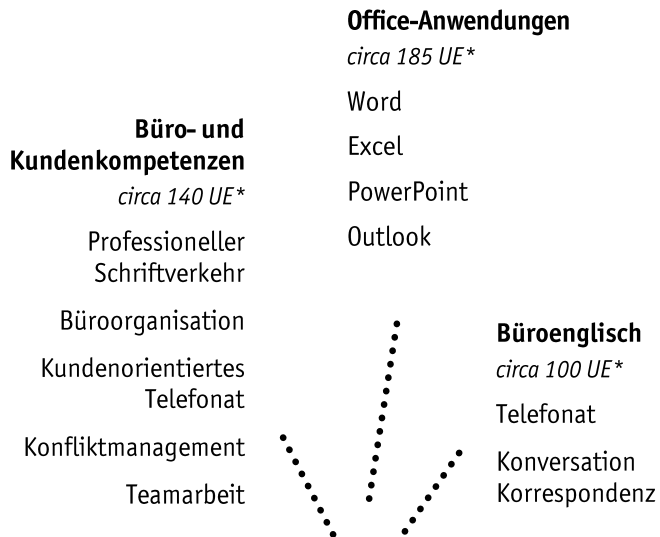 Office-Anwendungen
circa 185 UE*
Word
Excel
PowerPoint
Outlook
Büro- und
Kundenkompetenzen
circa 140 UE*
Professioneller
Schriftverkehr
Büroorganisation
Kundenorientiertes
Telefonat
Konfliktmanagement
Teamarbeit
Büroenglisch
circa 100 UE*
Telefonat
Konversation
Korrespondenz